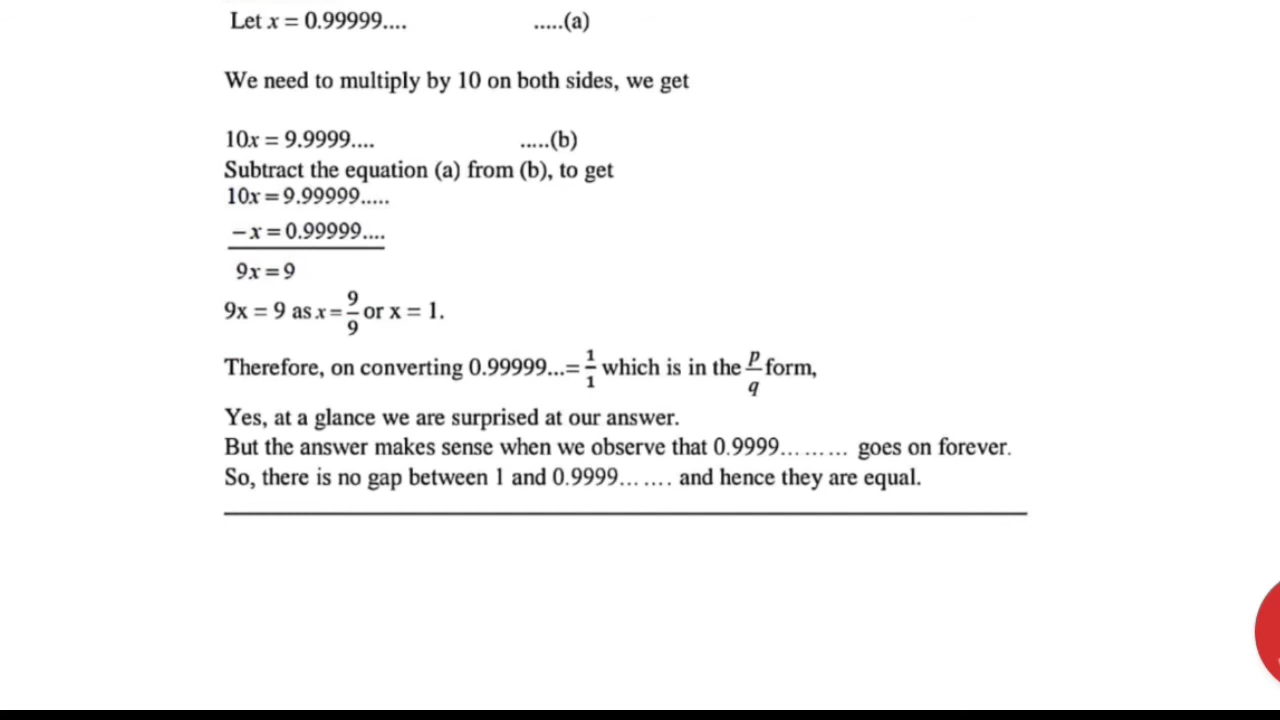 Let x = 0.99999.... .....(a)
We need to multiply by 10 on both sides, we get
10x = 9.9999.... .....(b)
Subtract the equation (a) from (b), to get
10x = 9.99999.....
−x = 0.99999....
9x = 9
9x = 9 as x = 9/9 or x = 1.
Therefore, on converting 0.99999...= 1/1 which is in the p/q form,
Yes, at a glance we are surprised at our answer.
But the answer makes sense when we observe that 0.9999……… goes on forever.
So, there is no gap between 1 and 0.9999……. and hence they are equal.